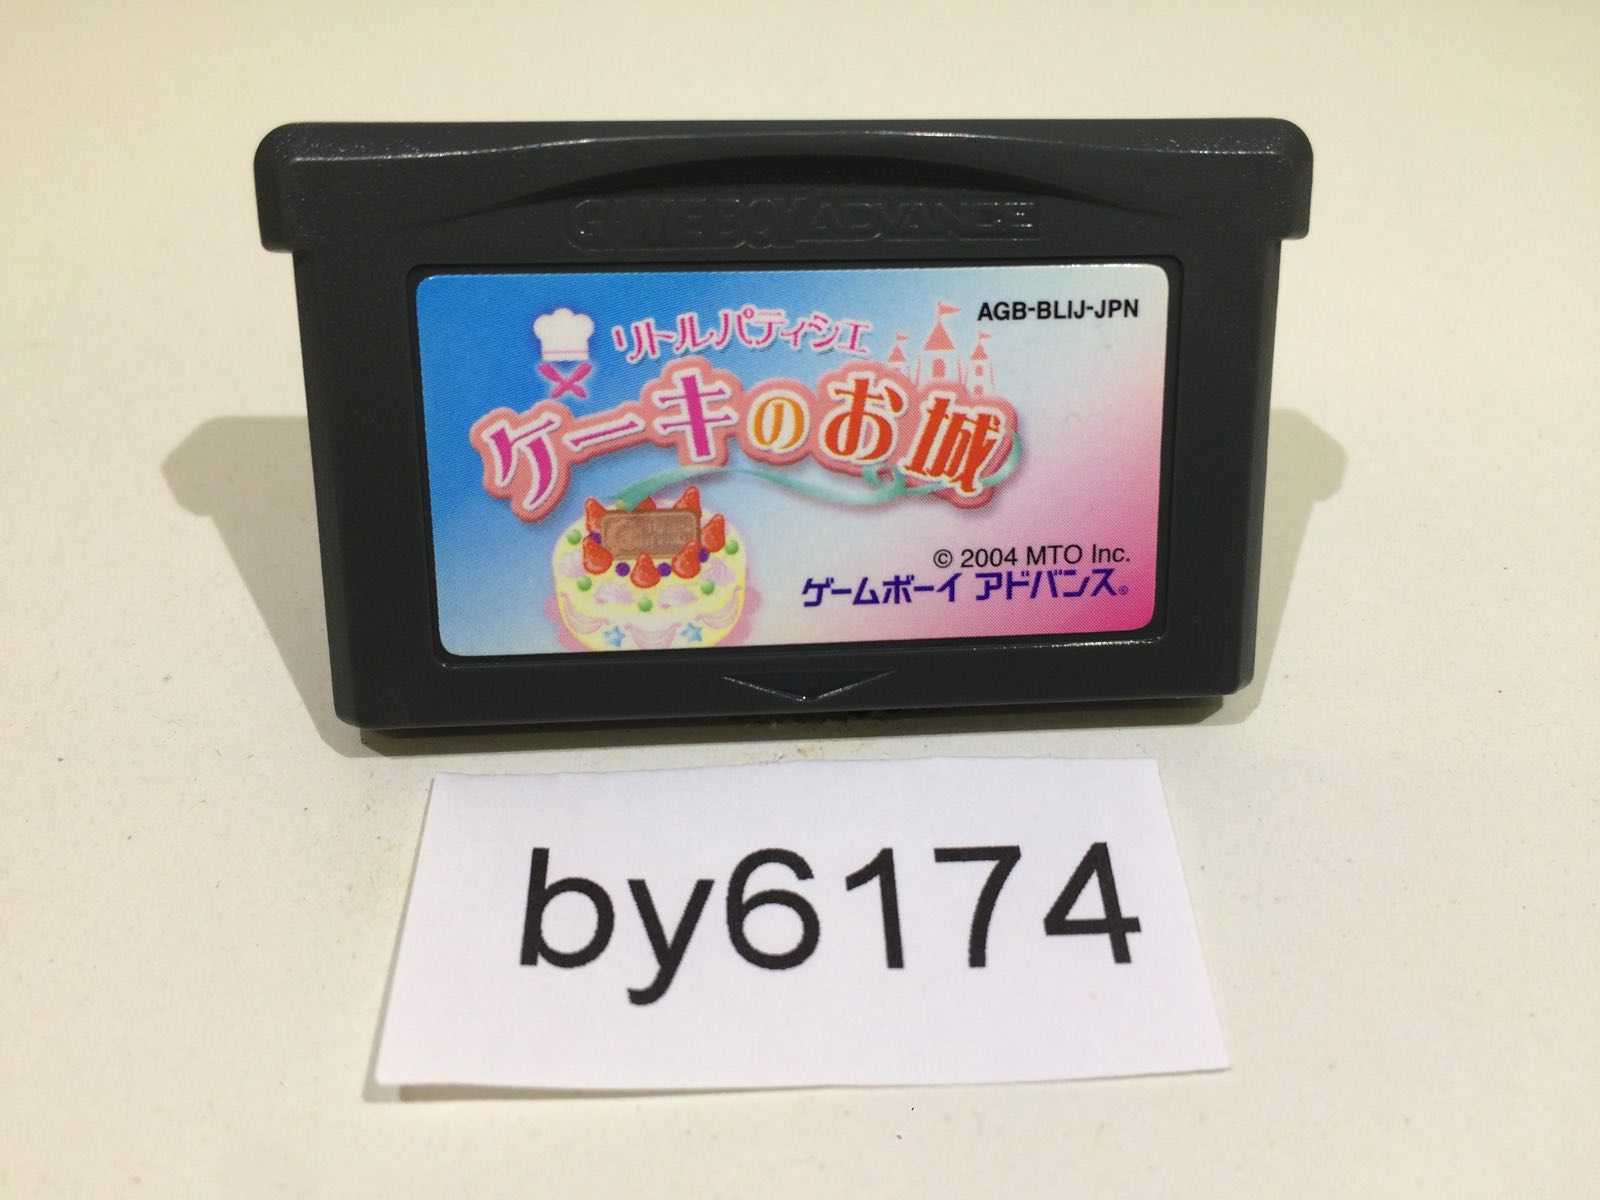 GAME BOY ADVANCE
AGB-BLIJ-JPN
リトルパティシエ
ケーキのお城
© 2004 MTO Inc.
ゲームボーイ アドバンス®
by6174